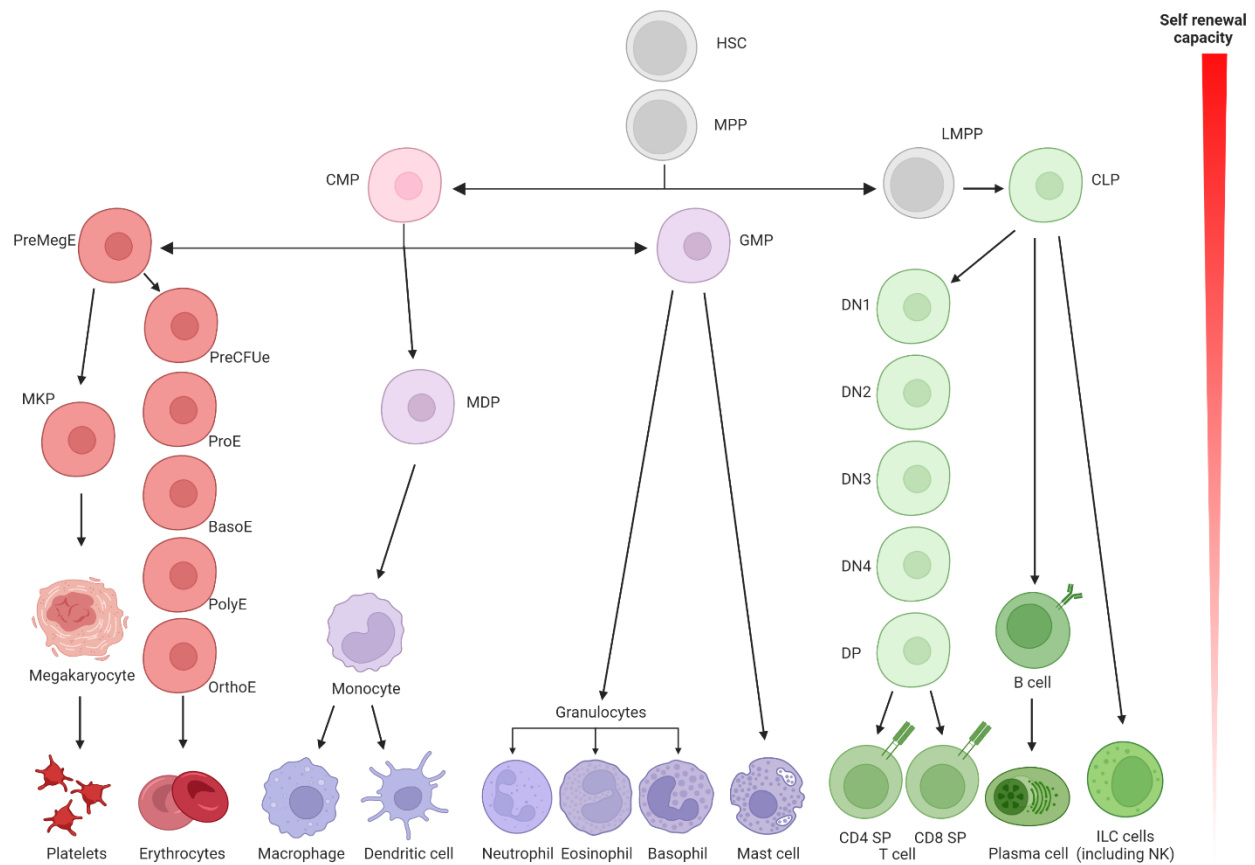 Self renewal
capacity
HSC
MPP
LMPP
CMP
CLP
PreMegE
GMP
DN1
PreCFUe
MKP
MDP
DN2
ProE
DN3
BasoE
DN4
PolyE
DP
Megakaryocyte
OrthoE
Monocyte
B cell
Granulocytes
Platelets
Erythrocytes
Macrophage
Dendritic cell
Neutrophil
Eosinophil
Basophil
Mast cell
CD4 SP
CD8 SP
T cell
Plasma cell
ILC cells
(including NK)